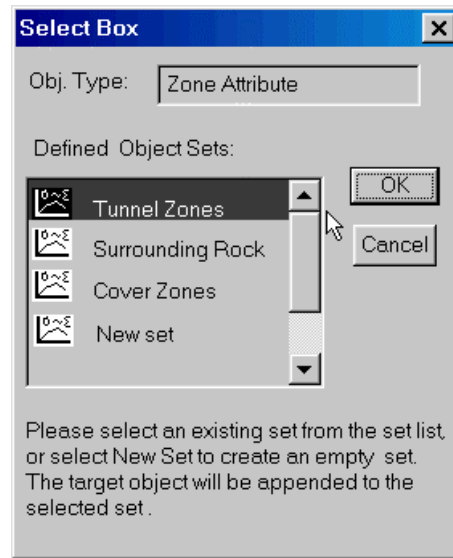 Select Box
Obj. Type: Zone Attribute
Defined Object Sets:
Tunnel Zones
OK
Surrounding Rock
Cancel
Cover Zones
New set
Please select an existing set from the set list,
or select New Set to create an empty set.
The target object will be appended to the
selected set .